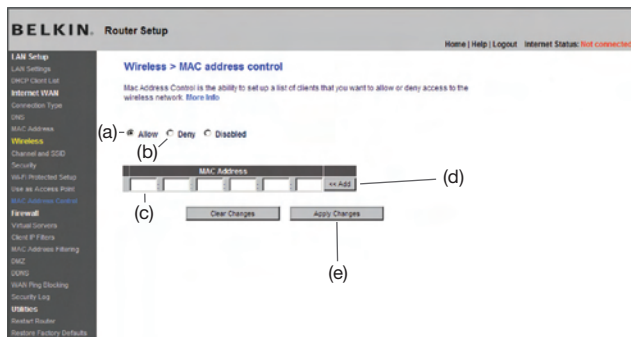 BELKIN. Router Setup
Home | Help | Logout Internet Status: Not connected
LAN Setup
LAN Settings
DHCP Client List
Internet WAN
Connection Type
DNS
MAC Address
Wireless
Channel and SSID
Security
Wi-Fi Protected Setup
Use as Access Point
MAC Address Control
Firewall
Virtual Servers
Client IP Filters
MAC Address Filtering
DMZ
DDNS
WAN Ping Blocking
Security Log
Utilities
Restart Router
Restore Factory Defaults
Wireless > MAC address control
Mac Address Control is the ability to set up a list of clients that you want to allow or deny access to the
wireless network. More Info
(a) Allow Deny Disabled
(b)
MAC Address
: : : : : << Add
(d)
(c)
Clear Changes Apply Changes
(e)